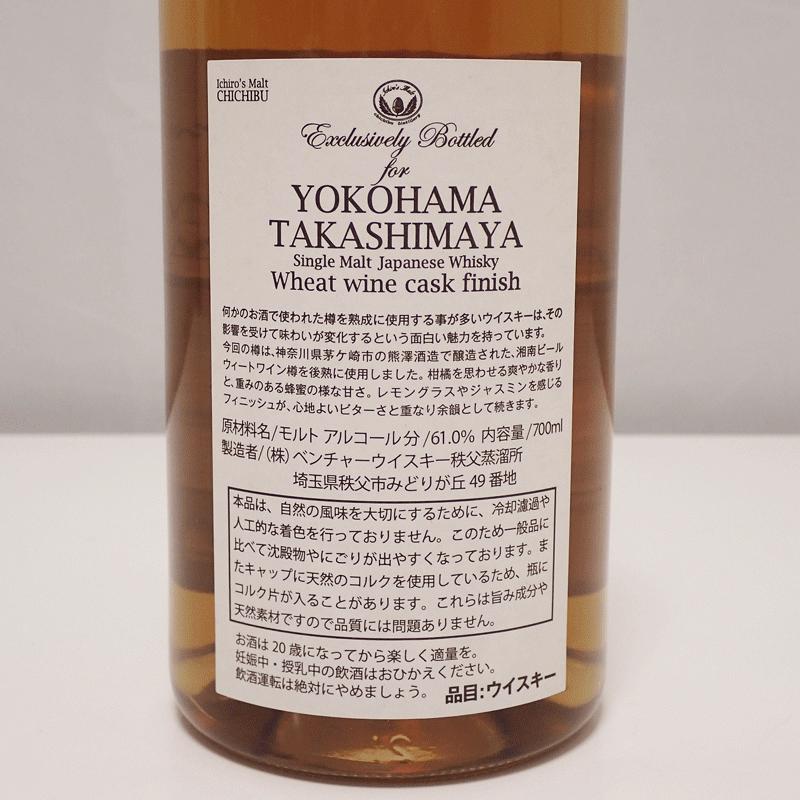 Ichiro's Malt
CHICHIBU
Ichiro's Malt
chichibu distillery
Exclusively Bottled
for
YOKOHAMA
TAKASHIMAYA
Single Malt Japanese Whisky
Wheat wine cask finish
何かのお酒で使われた樽を熟成に使用する事が多いウイスキーは、その
影響を受けて味わいが変化するという面白い魅力を持っています。
今回の樽は、神奈川県茅ケ崎市の熊澤酒造で醸造された、湘南ビール
ウィートワイン樽を後熟に使用しました。柑橘を思わせる爽やかな香り
と、重みのある蜂蜜の様な甘さ。レモングラスやジャスミンを感じる
フィニッシュが、心地よいビターさと重なり余韻として続きます。
原材料名/モルト アルコール分/61.0% 内容量/700ml
製造者/(株)ベンチャーウイスキー秩父蒸溜所
埼玉県秩父市みどりが丘49番地
本品は、自然の風味を大切にするために、冷却濾過や
人工的な着色を行っておりません。このため一般品に
比べて沈殿物やにごりが出やすくなっております。ま
たキャップに天然のコルクを使用しているため、瓶に
コルク片が入ることがあります。これらは旨み成分や
天然素材ですので品質には問題ありません。
お酒は20歳になってから楽しく適量を。
妊娠中・授乳中の飲酒はおひかえください。
飲酒運転は絶対にやめましょう。 品目:ウイスキー